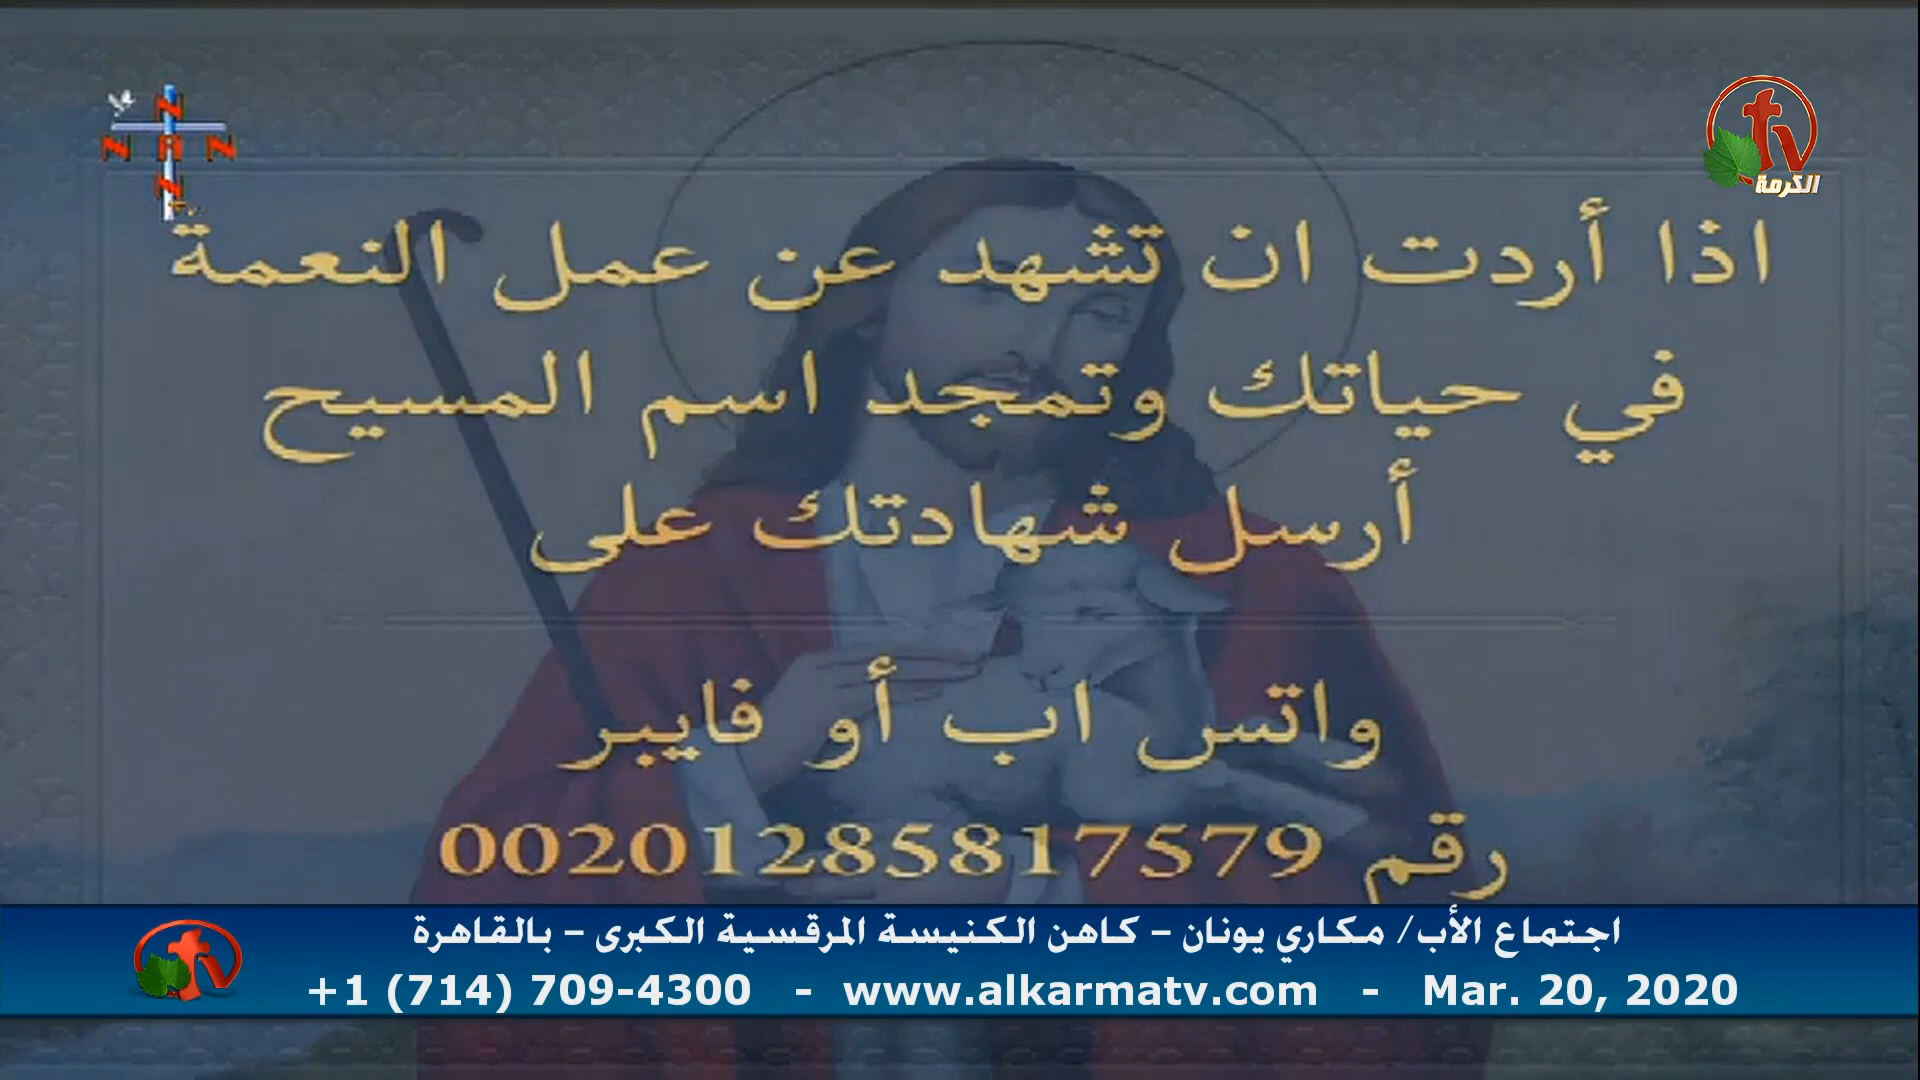 N
N A N
N
tv
الكرمة
اذا أردت ان تشهد عن عمل النعمة
في حياتك وتمجد اسم المسيح
أرسل شهادتك على
واتس اب أو فايبر
رقم 00201285817579
اجتماع الأب/ مكاري يونان – كاهن الكنيسة المرقسية الكبرى – بالقاهرة
tv
+1 (714) 709-4300 - www.alkarmatv.com - Mar. 20, 2020